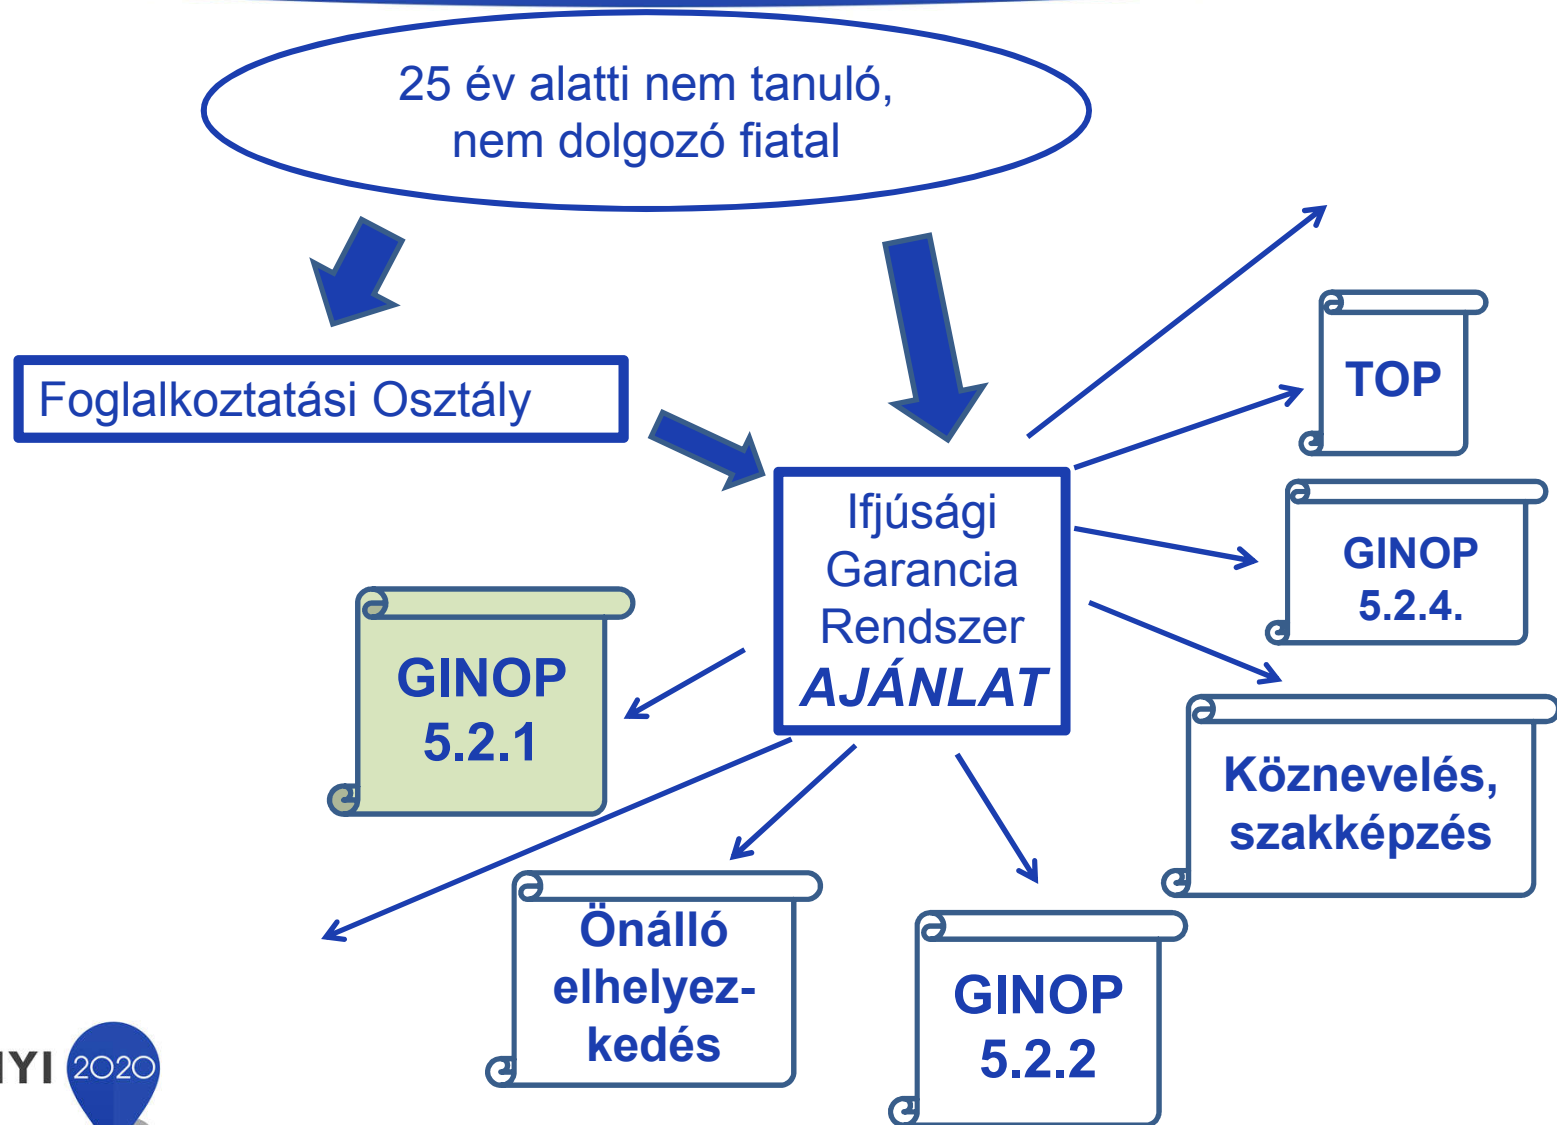 25 év alatti nem tanuló,
nem dolgozó fiatal
Foglalkoztatási Osztály
Ifjúsági
Garancia
Rendszer
AJÁNLAT
TOP
GINOP
5.2.4.
Köznevelés,
szakképzés
GINOP
5.2.1
Önálló
elhelyez-
kedés
GINOP
5.2.2
2020